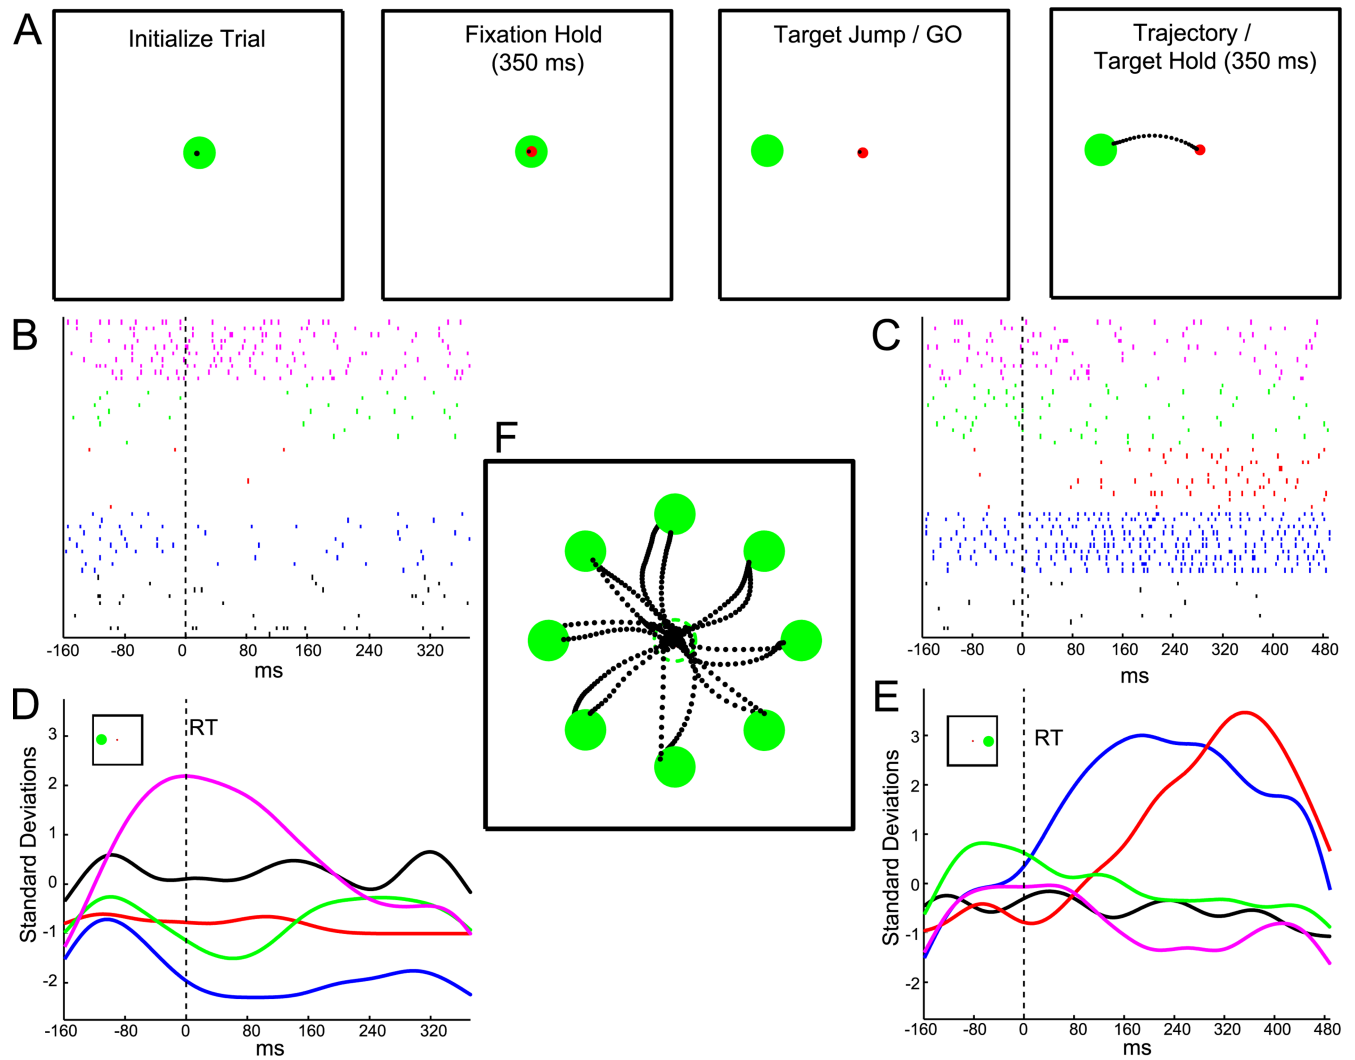 A
Initialize Trial
Fixation Hold
(350 ms)
Target Jump / GO
Trajectory /
Target Hold (350 ms)
B
-160 -80 0 80 160 240 320
ms
C
-160 -80 0 80 160 240 320 400 480
ms
F
D
RT
Standard Deviations
3
2
1
0
-1
-2
-160 -80 0 80 160 240 320
ms
E
RT
Standard Deviations
3
2
1
0
-1
-2
-160 -80 0 80 160 240 320 400 480
ms